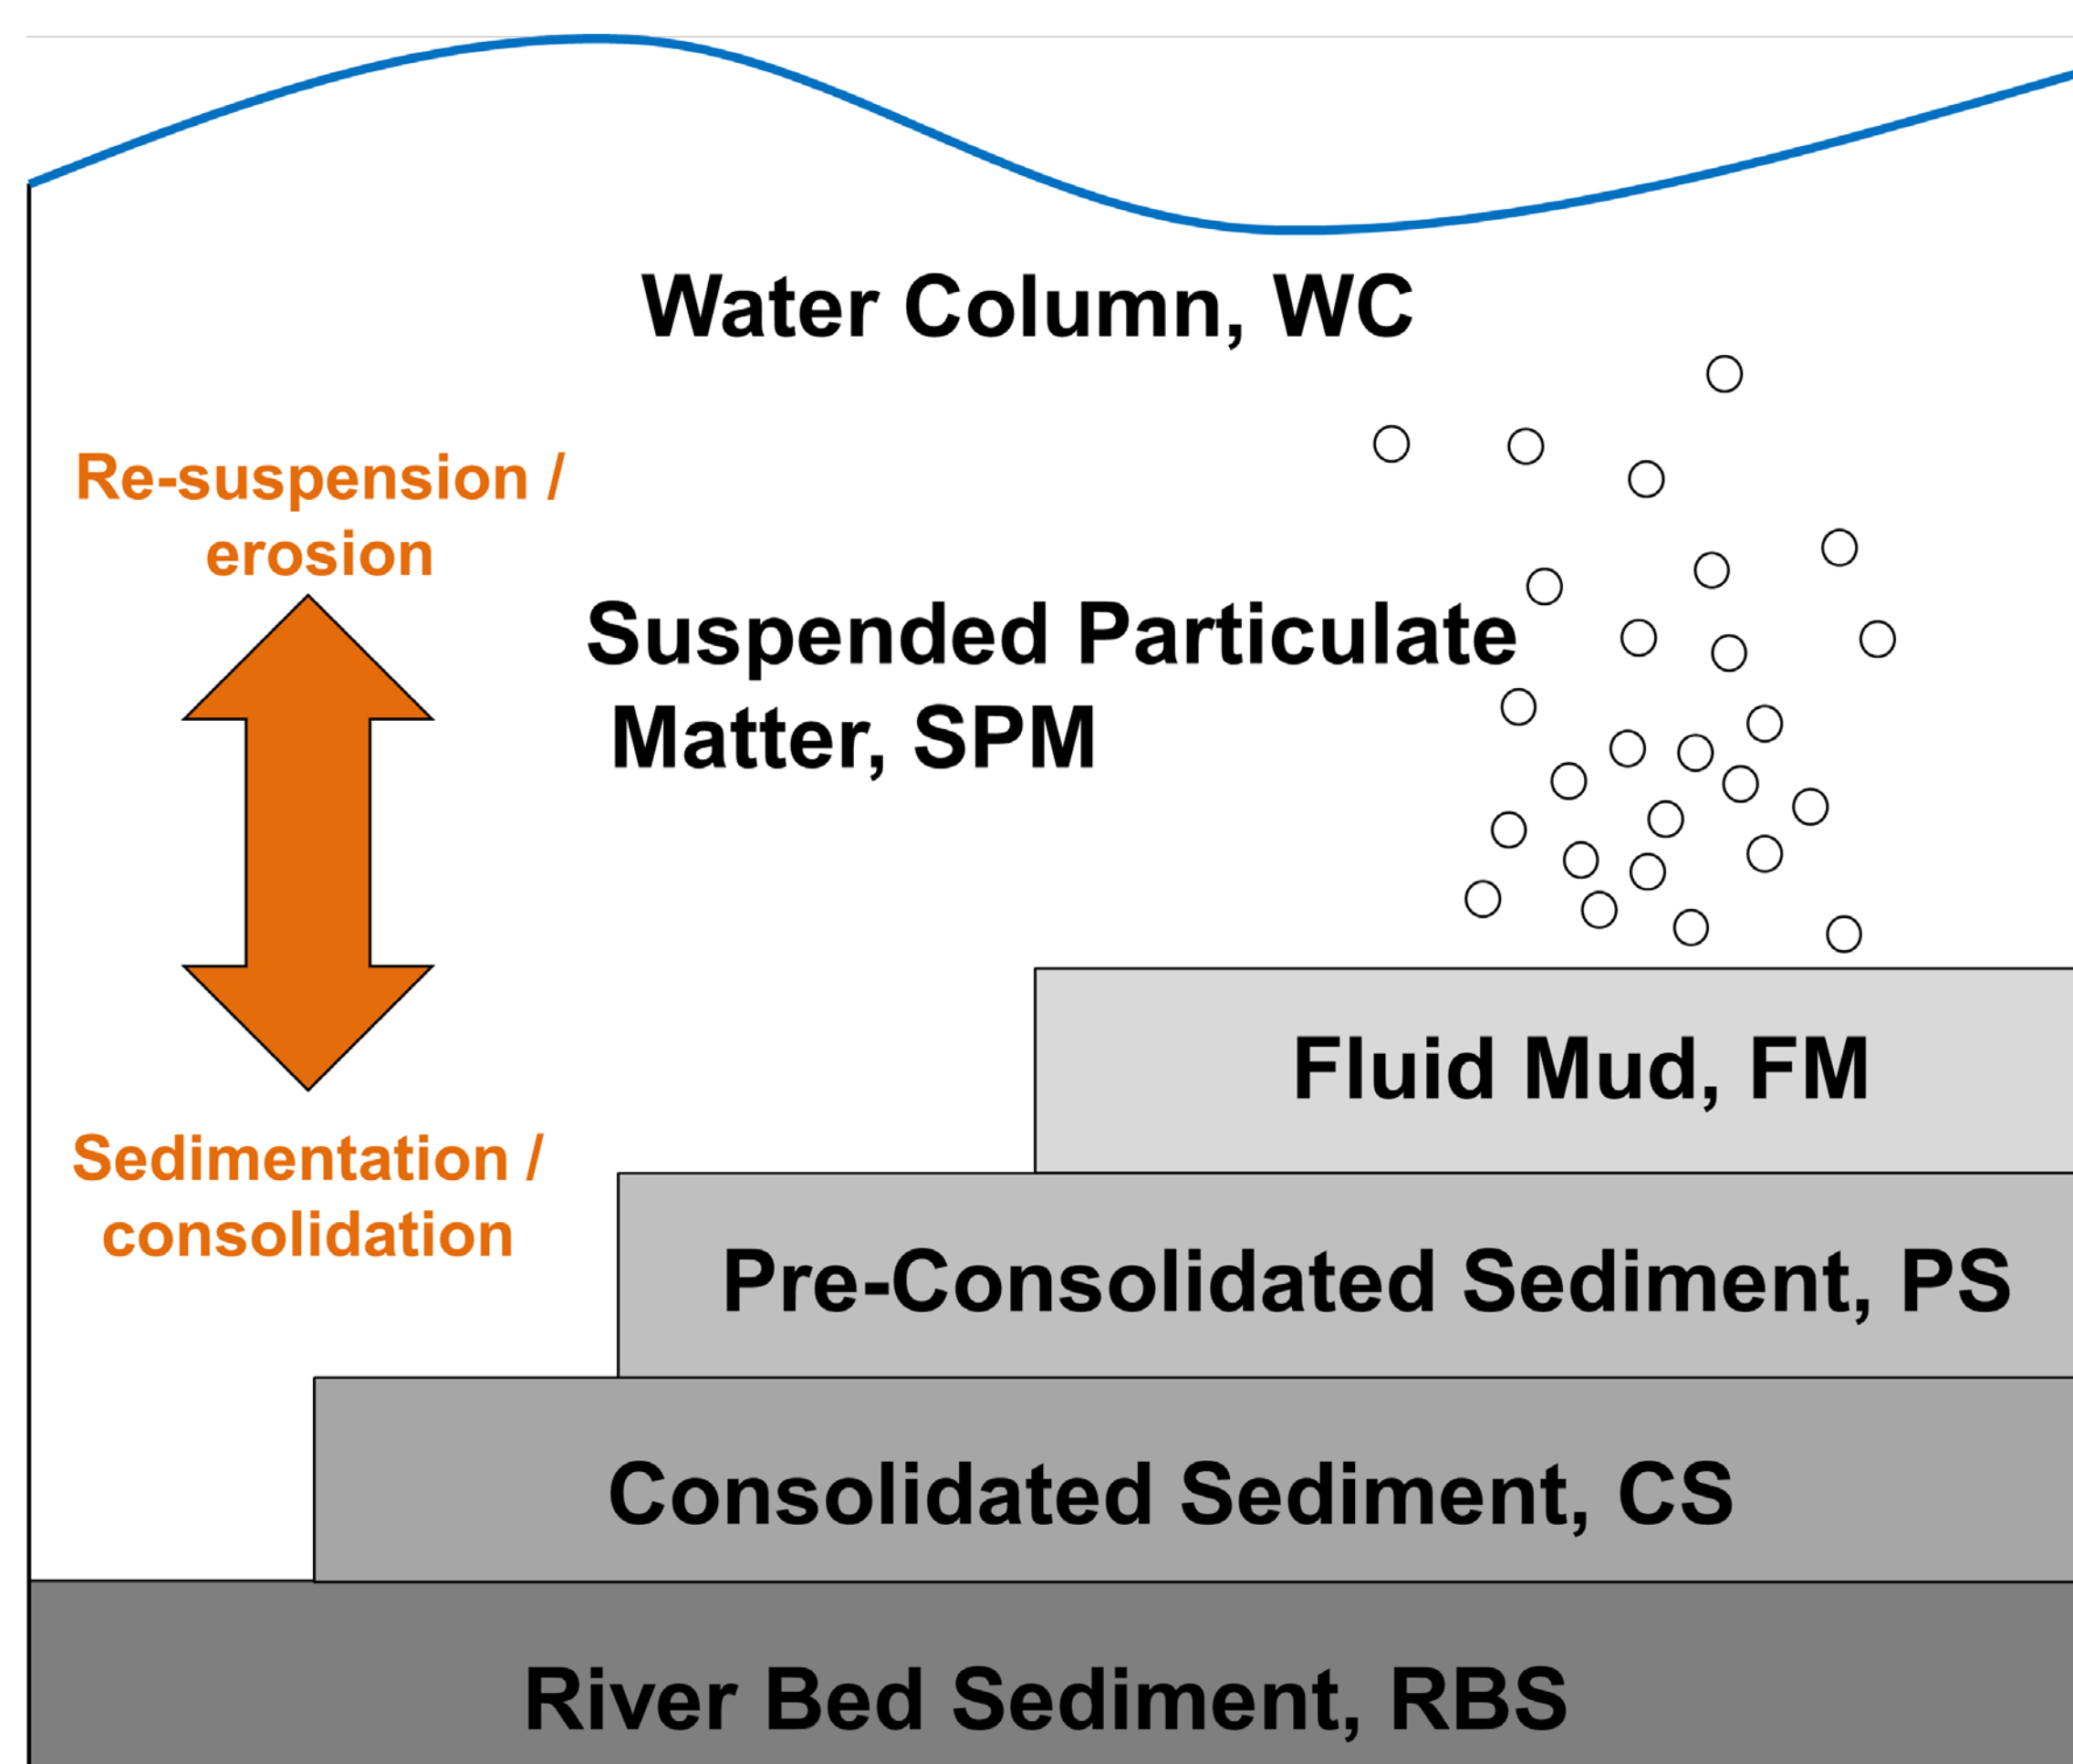 Water Column, WC
Re-suspension /
erosion
Suspended Particulate
Matter, SPM
Fluid Mud, FM
Sedimentation /
consolidation
Pre-Consolidated Sediment, PS
Consolidated Sediment, CS
River Bed Sediment, RBS